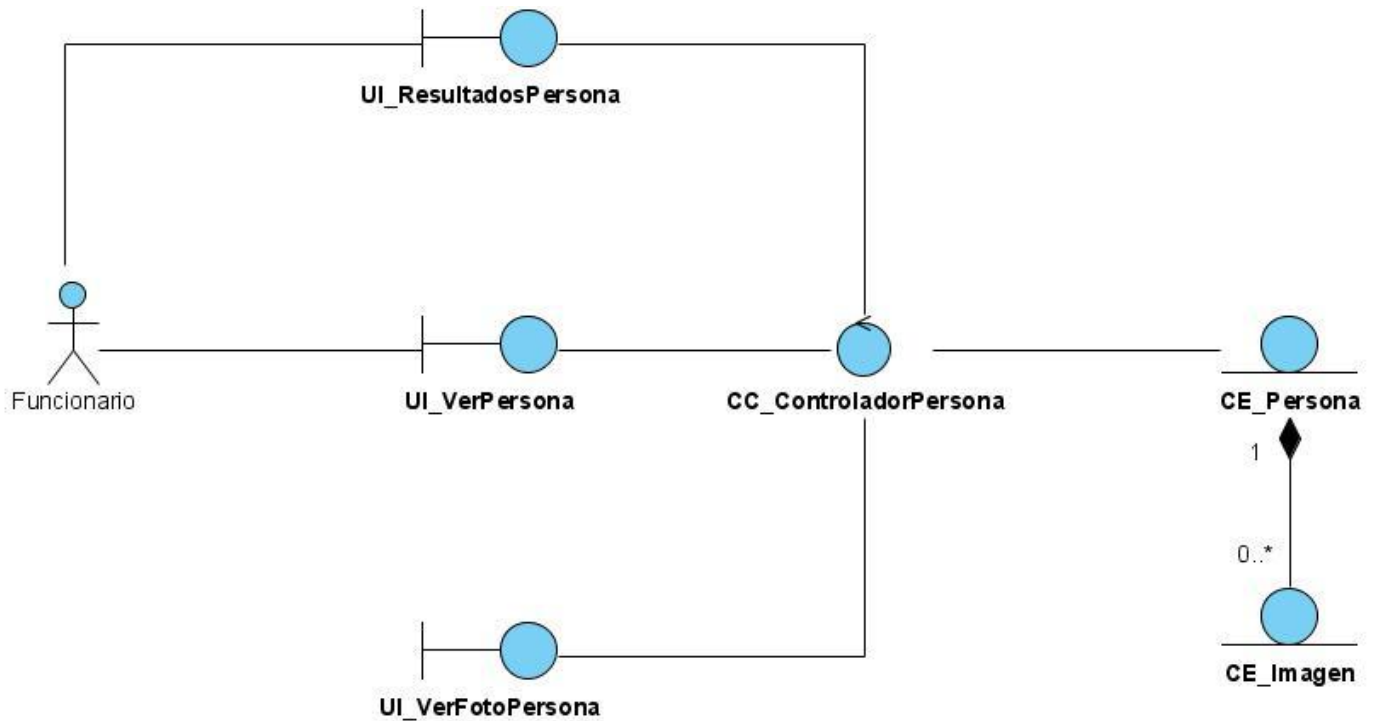 UI_ResultadosPersona
Funcionario
UI_VerPersona
CC_ControladorPersona
CE_Persona
1
0..*
CE_Imagen
UI_VerFotoPersona